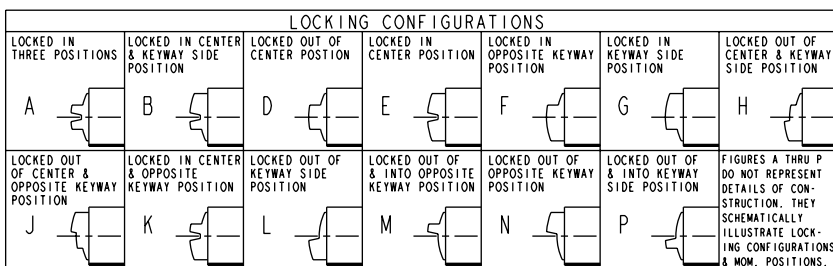 LOCKING CONFIGURATIONS
LOCKED IN
THREE POSITIONS
A
LOCKED IN CENTER
& KEYWAY SIDE
POSITION
B
LOCKED OUT OF
CENTER POSTION
D
LOCKED IN
CENTER POSITION
E
LOCKED IN
OPPOSITE KEYWAY
POSITION
F
LOCKED IN
KEYWAY SIDE
POSITION
G
LOCKED OUT OF
CENTER & KEYWAY
SIDE POSITION
H
LOCKED OUT
OF CENTER &
OPPOSITE KEYWAY
POSITION
J
LOCKED IN CENTER
& OPPOSITE
KEYWAY POSITION
K
LOCKED OUT OF
KEYWAY SIDE
POSITION
L
LOCKED OUT OF
& INTO OPPOSITE
KEYWAY POSITION
M
LOCKED OUT OF
OPPOSITE KEYWAY
POSITION
N
LOCKED OUT OF
& INTO KEYWAY
SIDE POSITION
P
FIGURES A THRU P
DO NOT REPRESENT
DETAILS OF CON-
STRUCTION. THEY
SCHEMATICALLY
ILLUSTRATE LOCK-
ING CONFIGURATIONS
& MOM. POSITIONS.